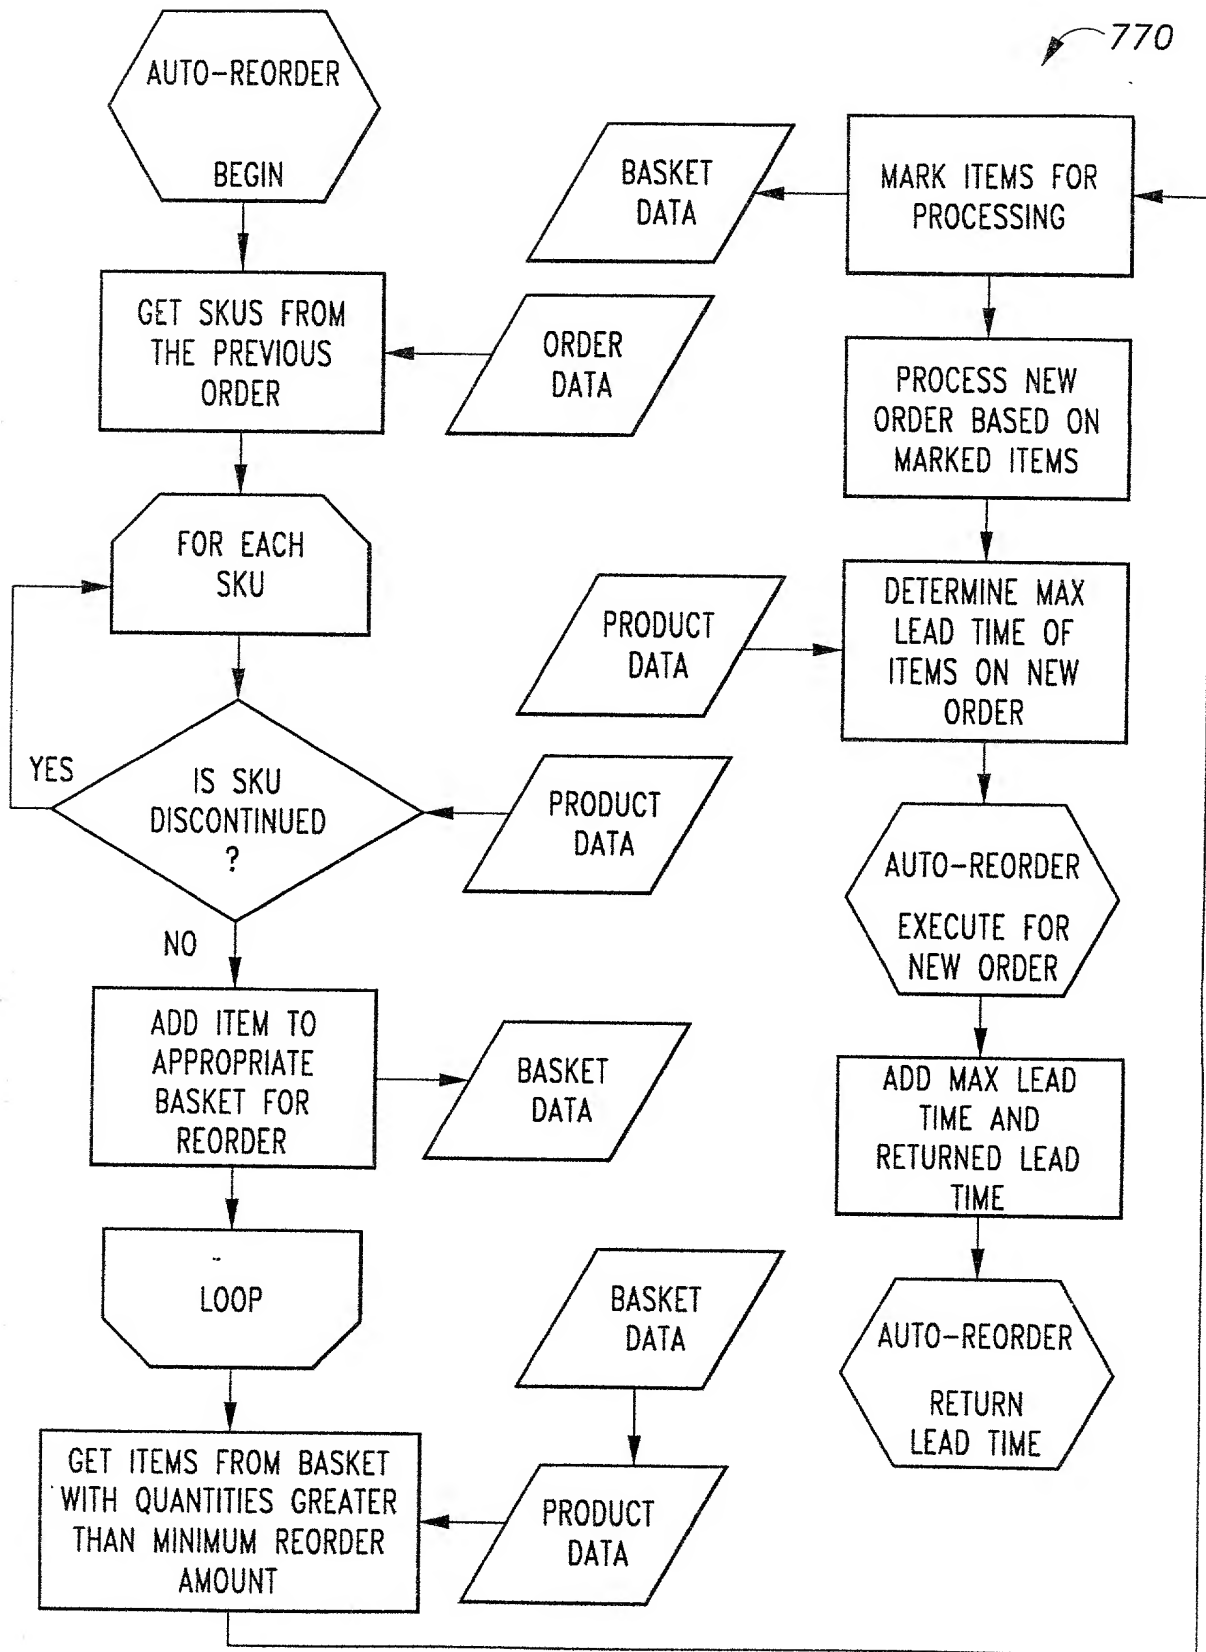 770
AUTO-REORDER
BEGIN
GET SKUS FROM
THE PREVIOUS
ORDER
ORDER
DATA
FOR EACH
SKU
IS SKU
DISCONTINUED
?
YES
NO
PRODUCT
DATA
ADD ITEM TO
APPROPRIATE
BASKET FOR
REORDER
BASKET
DATA
LOOP
GET ITEMS FROM BASKET
WITH QUANTITIES GREATER
THAN MINIMUM REORDER
AMOUNT
BASKET
DATA
PRODUCT
DATA
MARK ITEMS FOR
PROCESSING
BASKET
DATA
PROCESS NEW
ORDER BASED ON
MARKED ITEMS
DETERMINE MAX
LEAD TIME OF
ITEMS ON NEW
ORDER
PRODUCT
DATA
AUTO-REORDER
EXECUTE FOR
NEW ORDER
ADD MAX LEAD
TIME AND
RETURNED LEAD
TIME
AUTO-REORDER
RETURN
LEAD TIME